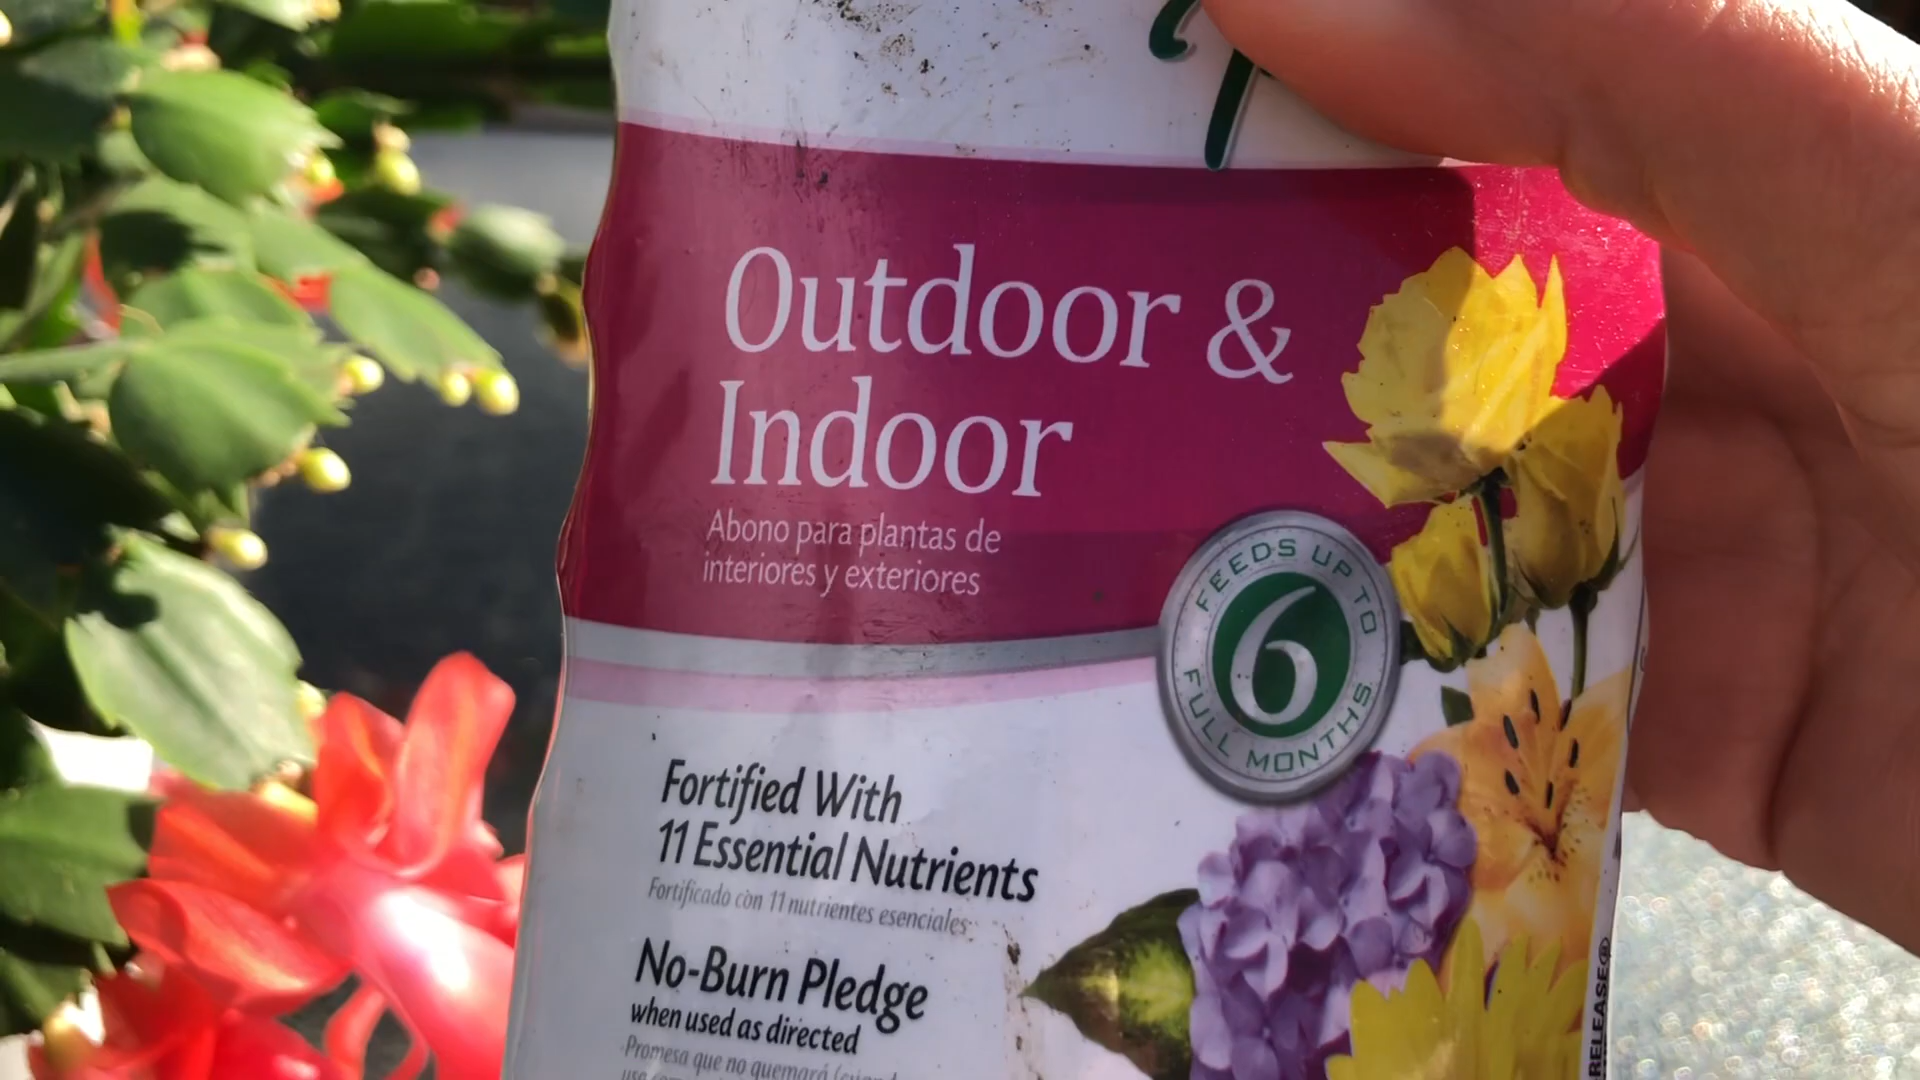 Outdoor &
Indoor
Abono para plantas de
interiores y exteriores
FEEDS UP TO
6
FULL MONTHS
Fortified With
11 Essential Nutrients
Fortificado con 11 nutrientes esenciales
No-Burn Pledge
when used as directed
Promesa que no quemará
RELEASE®